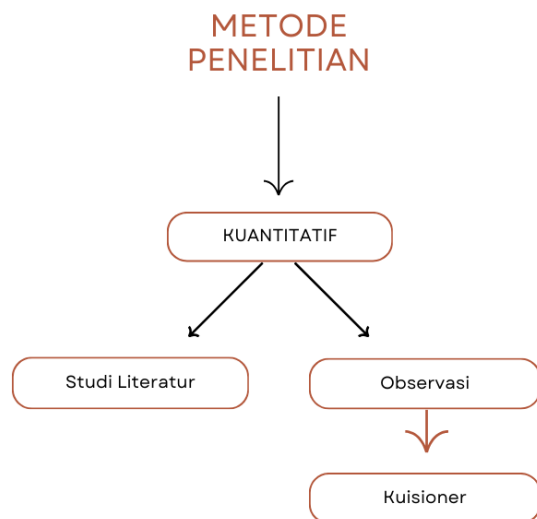 METODE
PENELITIAN
KUANTITATIF
Studi Literatur
Observasi
Kuisioner